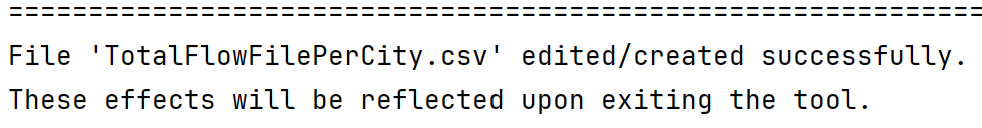 =============================================================
File 'TotalFlowFilePerCity.csv' edited/created successfully.
These effects will be reflected upon exiting the tool.